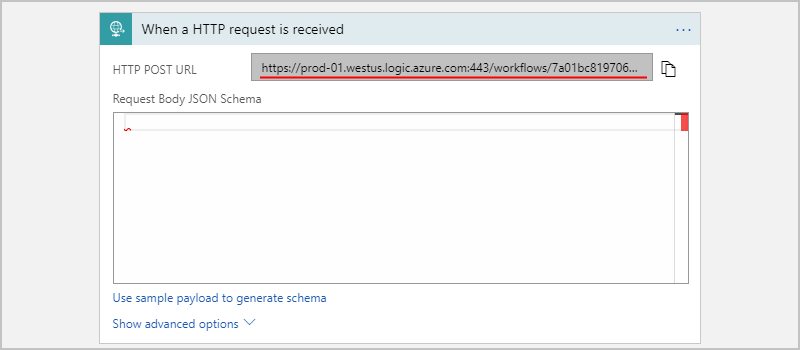 When a HTTP request is received
HTTP POST URL
https://prod-01.westus.logic.azure.com:443/workflows/7a01bc819706...
Request Body JSON Schema
Use sample payload to generate schema
Show advanced options